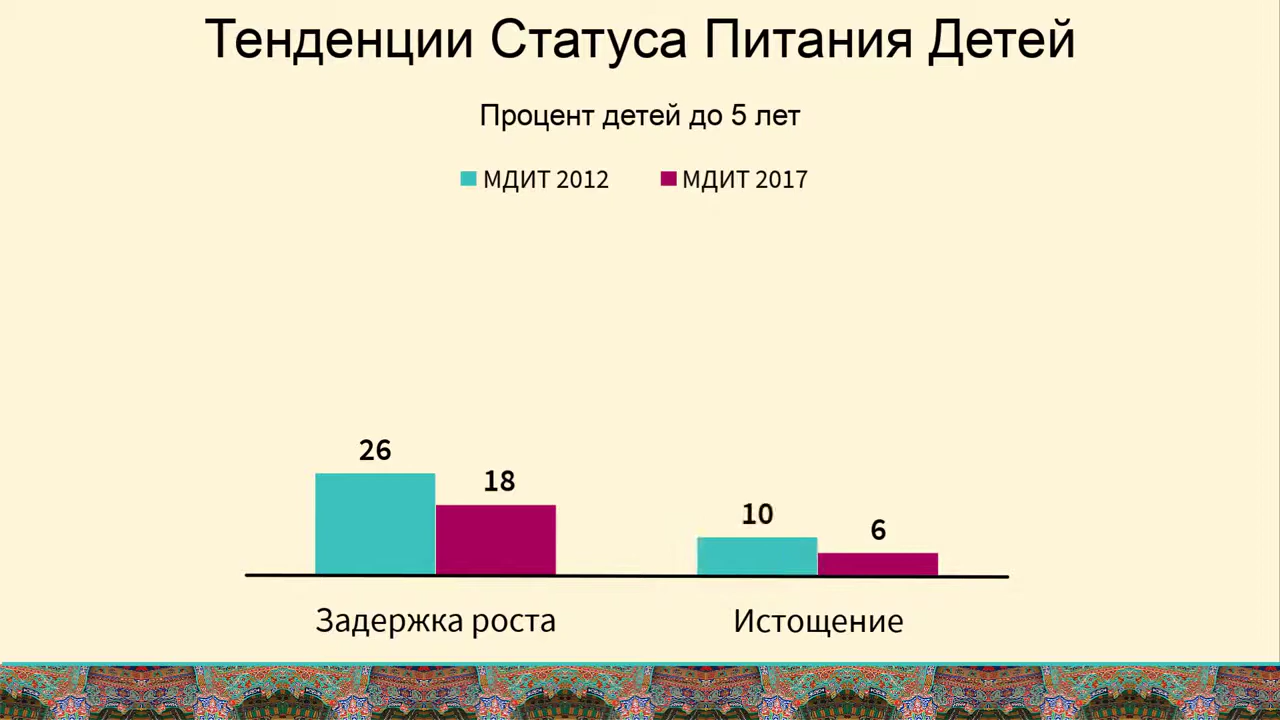 Тенденции Статуса Питания Детей
Процент детей до 5 лет
МДИТ 2012 МДИТ 2017
26
18
10
6
Задержка роста Истощение